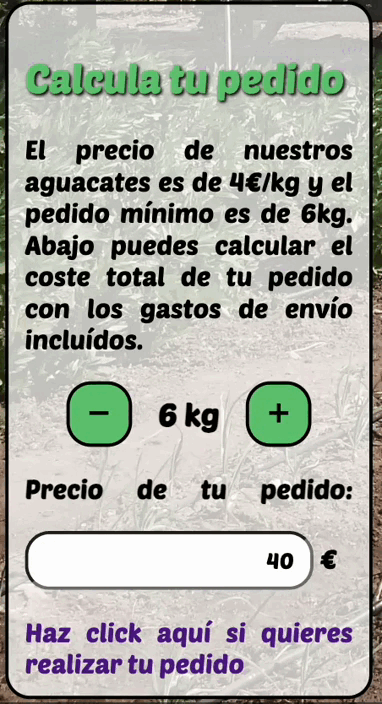 Calcula tu pedido
El precio de nuestros
aguacates es de 4€/kg y el
pedido mínimo es de 6kg.
Abajo puedes calcular el
coste total de tu pedido
con los gastos de envío
incluídos.
− 6 kg +
Precio de tu pedido:
40 €
Haz click aquí si quieres
realizar tu pedido